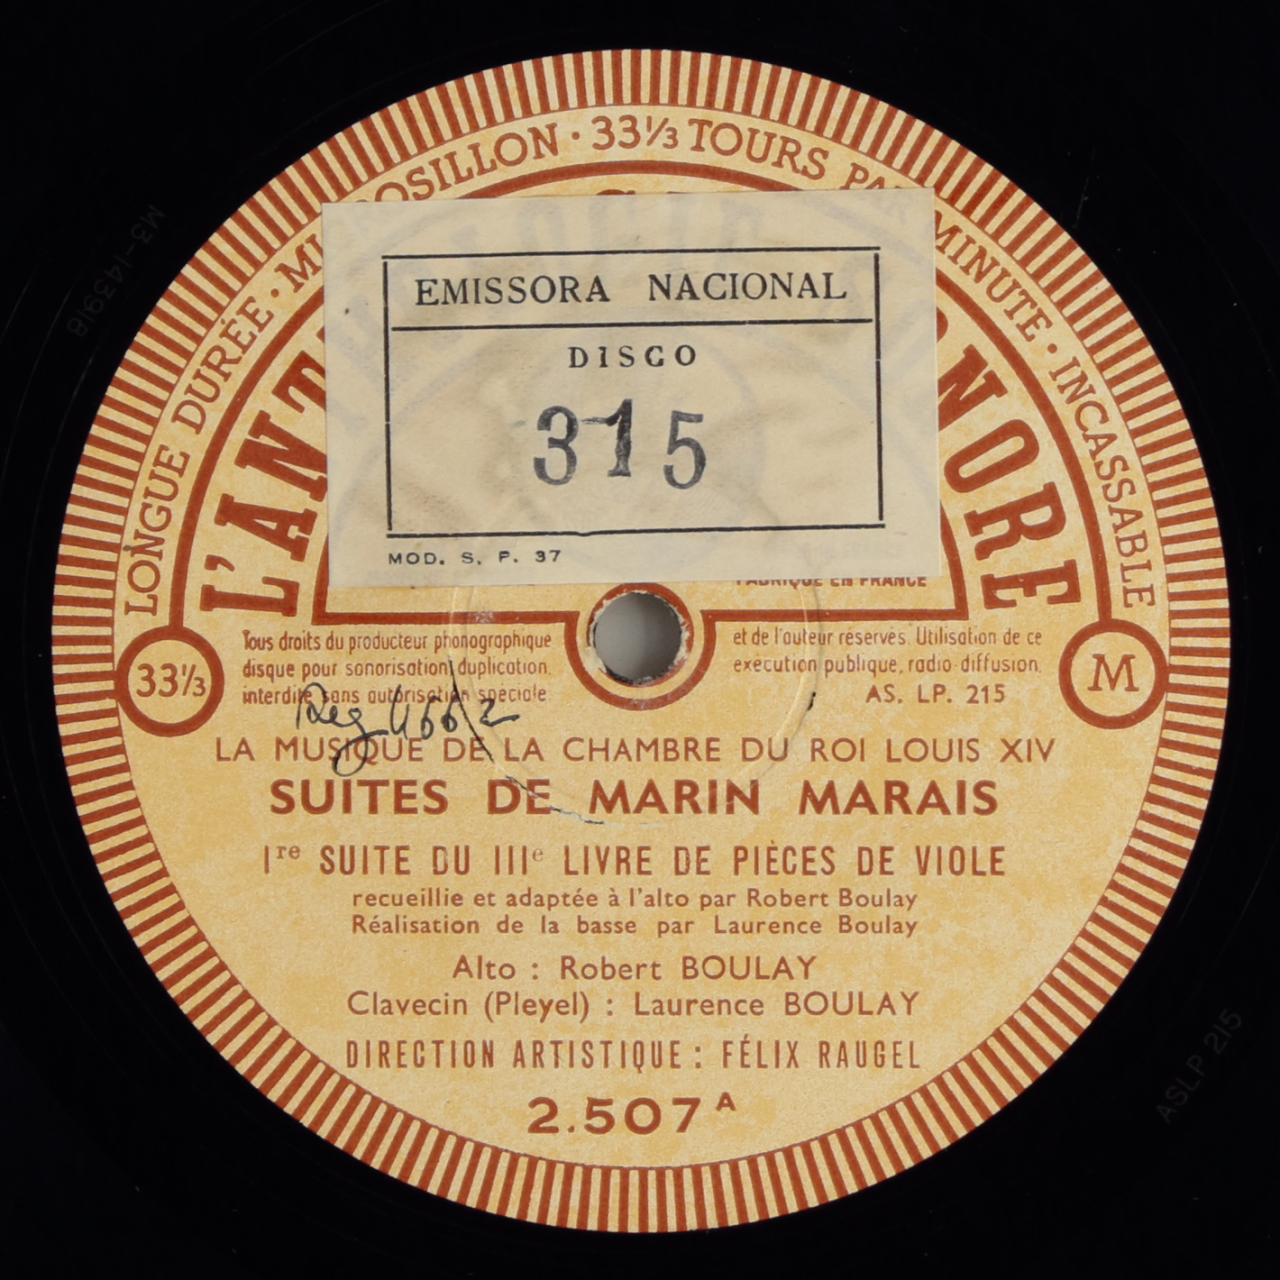 LONGUE DURÉE · MI OSILLON · 33⅓ TOURS PA MINUTE · INCASSABLE
L'ANT NORE
EMISSORA NACIONAL
DISCO
315
MOD. S. P. 37
FABRIQUÉ EN FRANCE
33⅓
M
Tous droits du producteur phonographique
disque pour sonorisation, duplication,
interdite sans autorisation spéciale.
et de l'auteur réservés. Utilisation de ce
exécution publique, radio-diffusion,
AS. LP. 215
Reg 4662
LA MUSIQUE DE LA CHAMBRE DU ROI LOUIS XIV
SUITES DE MARIN MARAIS
Iʳᵉ SUITE DU IIIᵉ LIVRE DE PIÈCES DE VIOLE
recueillie et adaptée à l'alto par Robert Boulay
Réalisation de la basse par Laurence Boulay
Alto : Robert BOULAY
Clavecin (Pleyel) : Laurence BOULAY
DIRECTION ARTISTIQUE : FÉLIX RAUGEL
2.507ᴬ
M3-143918
ASLP 215